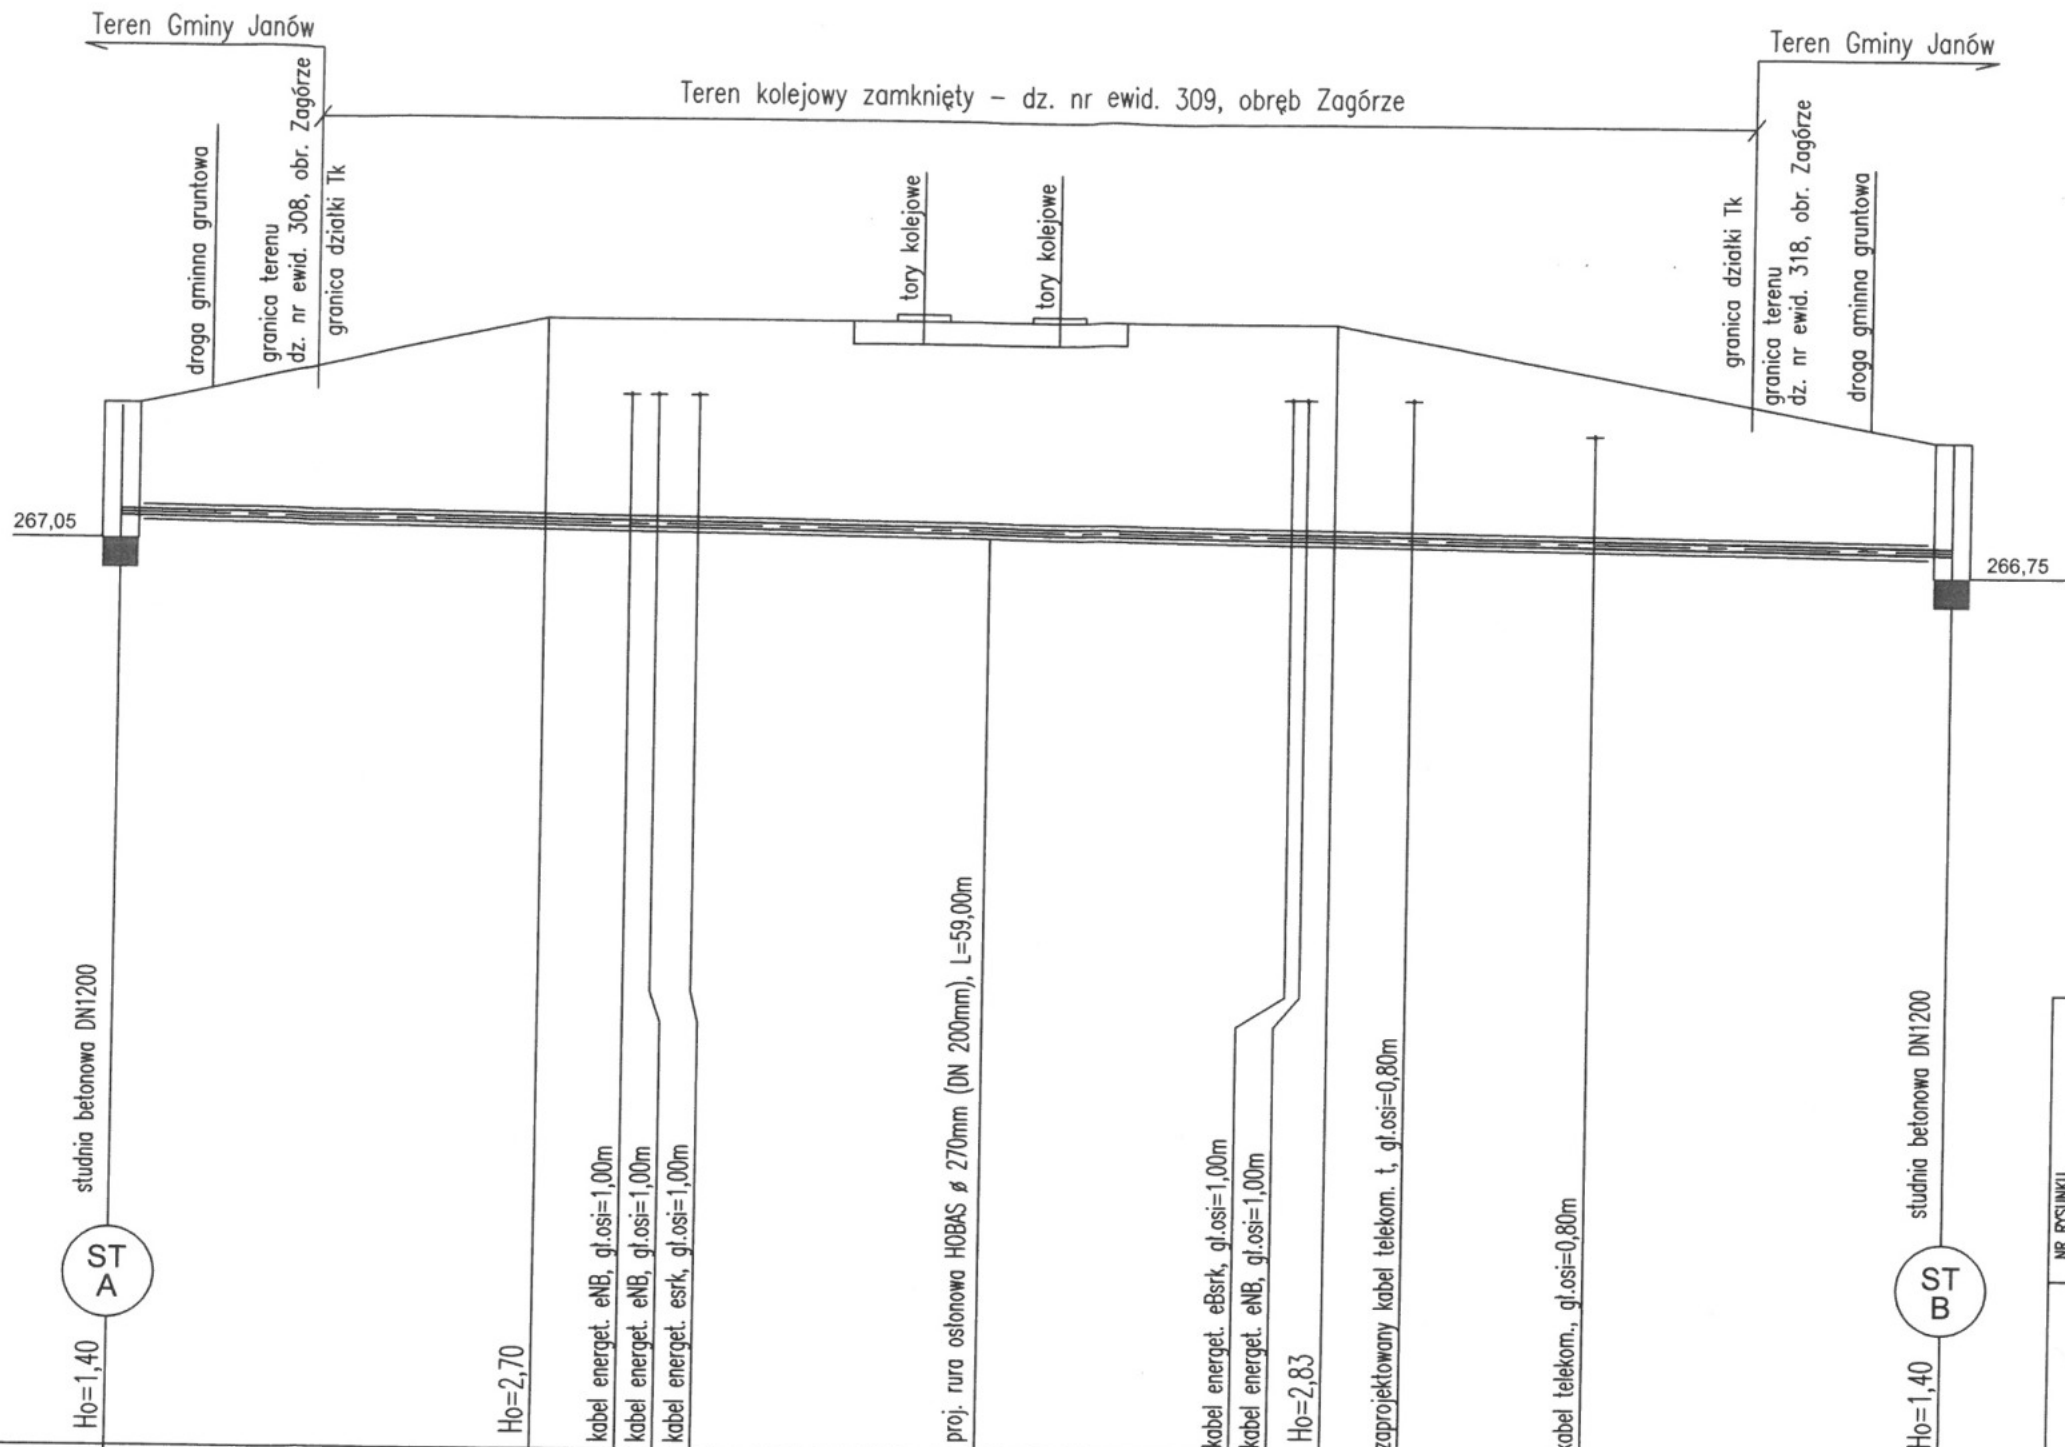 Teren Gminy Janów
Teren Gminy Janów
Teren kolejowy zamknięty – dz. nr ewid. 309, obręb Zagórze
droga gminna gruntowa
granica terenu
dz. nr ewid. 308, obr. Zagórze
granica działki Tk
tory kolejowe
tory kolejowe
granica działki Tk
granica terenu
dz. nr ewid. 318, obr. Zagórze
droga gminna gruntowa
267,05
266,75
studnia betonowa DN1200
ST
A
Ho=1,40
Ho=2,70
kabel energet. eNB, gł.osi=1,00m
kabel energet. eNB, gł.osi=1,00m
kabel energet. esrk, gł.osi=1,00m
proj. rura osłonowa HOBAS ø 270mm (DN 200mm), L=59,00m
kabel energet. eBsrk, gł.osi=1,00m
kabel energet. eNB, gł.osi=1,00m
Ho=2,83
zaprojektowany kabel telekom. t, gł.osi=0,80m
kabel telekom., gł.osi=0,80m
studnia betonowa DN1200
ST
B
Ho=1,40
NR RYSUNKU